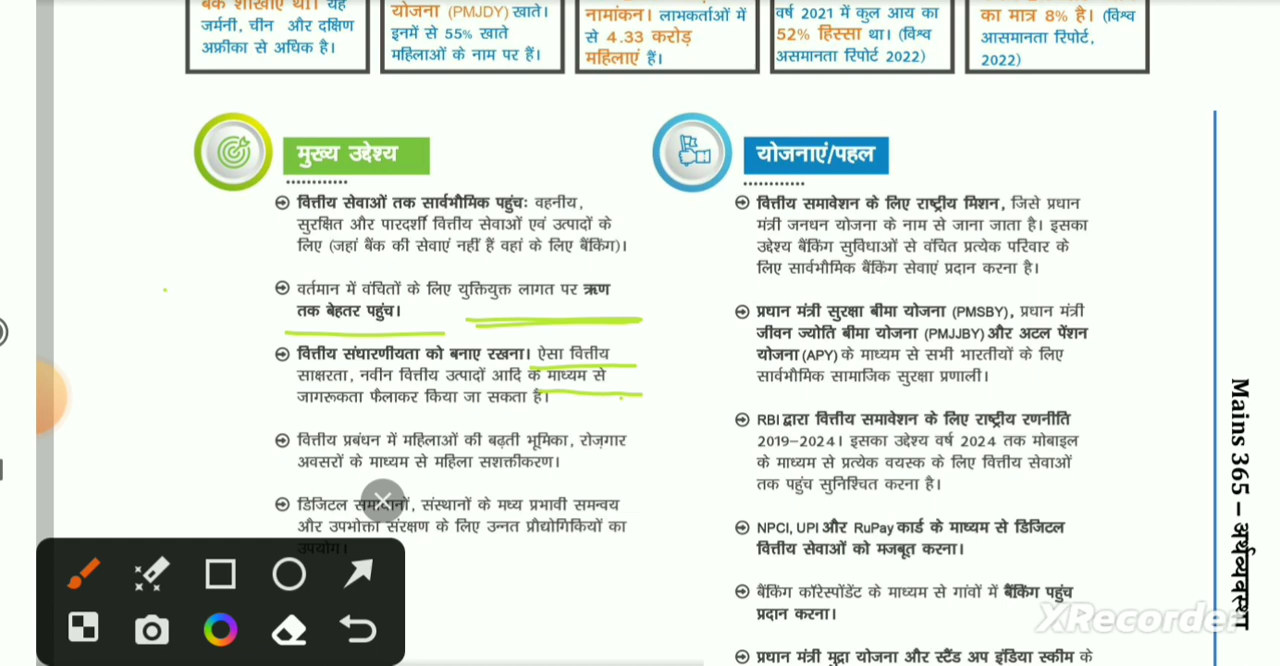 बैंक शाखाएं था। यह
जर्मनी, चीन और दक्षिण
अफ्रीका से अधिक है।
योजना (PMJDY) खाते।
इनमें से 55% खाते
महिलाओं के नाम पर हैं।
नामांकन। लाभकर्ताओं में
से 4.33 करोड़
महिलाएं हैं।
वर्ष 2021 में कुल आय का
52% हिस्सा था। (विश्व
असमानता रिपोर्ट 2022)
का मात्र 8% है। (विश्व
आसमानता रिपोर्ट,
2022)
मुख्य उद्देश्य
वित्तीय सेवाओं तक सार्वभौमिक पहुंचः वहनीय,
सुरक्षित और पारदर्शी वित्तीय सेवाओं एवं उत्पादों के
लिए (जहां बैंक की सेवाएं नहीं हैं वहां के लिए बैंकिंग)।
वर्तमान में वंचितों के लिए युक्तियुक्त लागत पर ऋण
तक बेहतर पहुंच।
वित्तीय संधारणीयता को बनाए रखना। ऐसा वित्तीय
साक्षरता, नवीन वित्तीय उत्पादों आदि के माध्यम से
जागरूकता फैलाकर किया जा सकता है।
वित्तीय प्रबंधन में महिलाओं की बढ़ती भूमिका, रोज़गार
अवसरों के माध्यम से महिला सशक्तीकरण।
डिजिटल समाधानों, संस्थानों के मध्य प्रभावी समन्वय
और उपभोक्ता संरक्षण के लिए उन्नत प्रौद्योगिकियों का
उपयोग।
योजनाएं/पहल
वित्तीय समावेशन के लिए राष्ट्रीय मिशन, जिसे प्रधान
मंत्री जनधन योजना के नाम से जाना जाता है। इसका
उद्देश्य बैंकिंग सुविधाओं से वंचित प्रत्येक परिवार के
लिए सार्वभौमिक बैंकिंग सेवाएं प्रदान करना है।
प्रधान मंत्री सुरक्षा बीमा योजना (PMSBY), प्रधान मंत्री
जीवन ज्योति बीमा योजना (PMJJBY) और अटल पेंशन
योजना (APY) के माध्यम से सभी भारतीयों के लिए
सार्वभौमिक सामाजिक सुरक्षा प्रणाली।
RBI द्वारा वित्तीय समावेशन के लिए राष्ट्रीय रणनीति
2019–2024। इसका उद्देश्य वर्ष 2024 तक मोबाइल
के माध्यम से प्रत्येक वयस्क के लिए वित्तीय सेवाओं
तक पहुंच सुनिश्चित करना है।
NPCI, UPI और RuPay कार्ड के माध्यम से डिजिटल
वित्तीय सेवाओं को मजबूत करना।
बैंकिंग कॉरेस्पोंडेंट के माध्यम से गांवों में बैंकिंग पहुंच
प्रदान करना।
प्रधान मंत्री मुद्रा योजना और स्टैंड अप इंडिया स्कीम के
Mains 365 – अर्थव्यवस्था
XRecorder